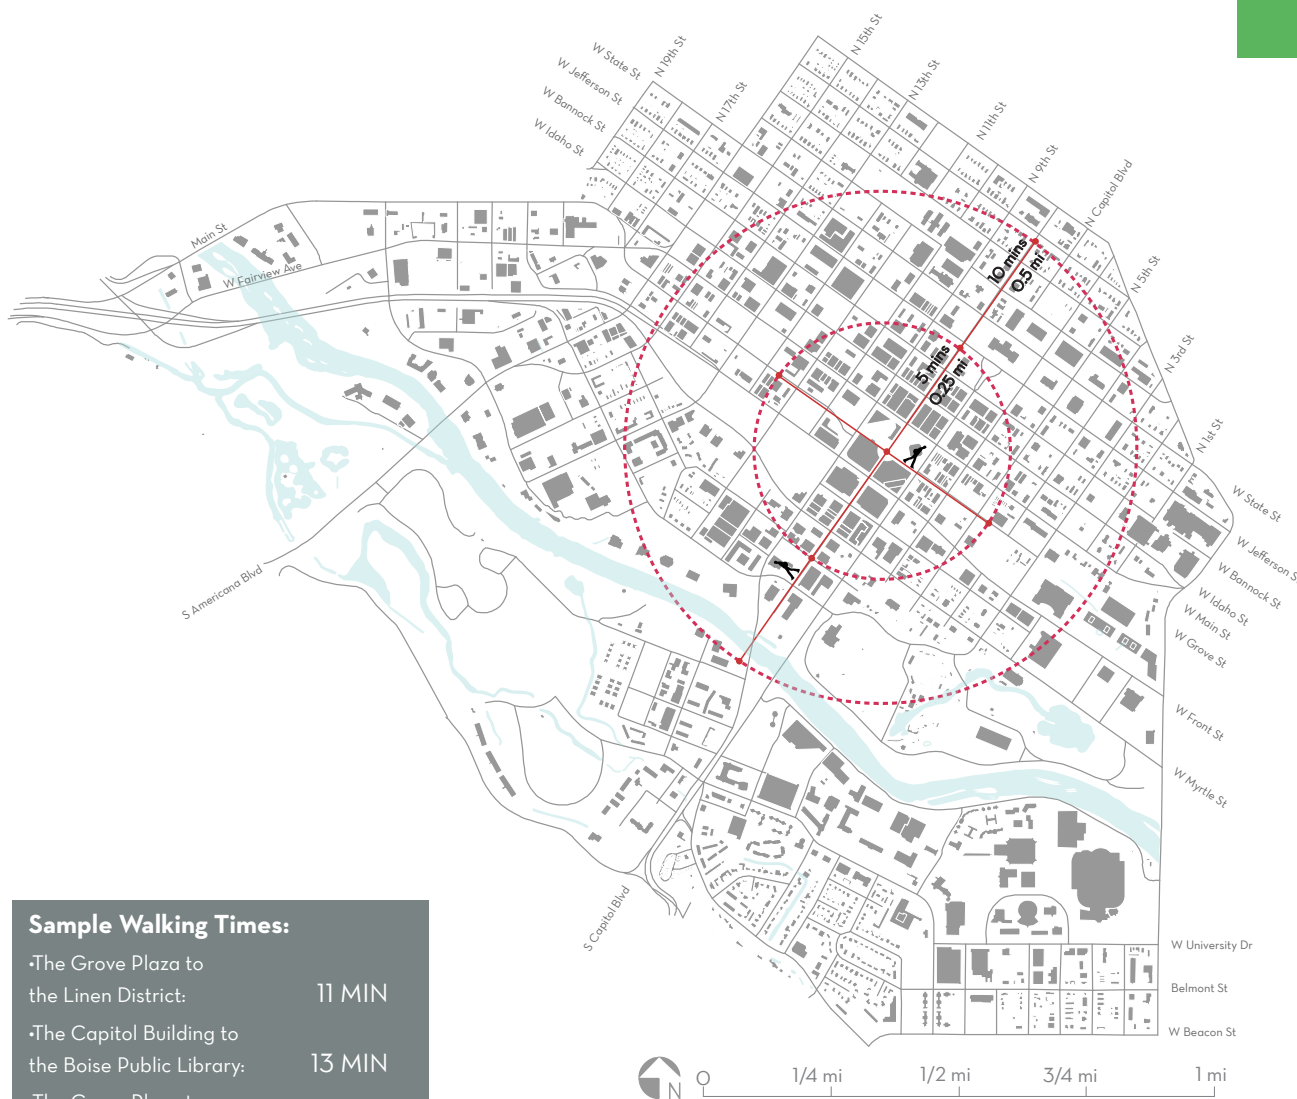 N 15th St
N 19th St
W State St
W Jefferson St
N 13th St
N 17th St
W Bannock St
N 11th St
W Idaho St
N 9th St
N Capitol Blvd
Main St
W Fairview Ave
10 mins
0.5 mi
N 5th St
N 3rd St
5 mins
0.25 mi
N 1st St
W State St
W Jefferson S
W Bannock St
W Idaho St
W Main St
W Grove St
S Americana Blvd
W Front St
W Myrtle St
S Capitol Blvd
W University Dr
Belmont St
W Beacon St
Sample Walking Times:
•The Grove Plaza to
the Linen District: 11 MIN
•The Capitol Building to
the Boise Public Library: 13 MIN
•The Grove Plaza to
N
0 1/4 mi 1/2 mi 3/4 mi 1 mi